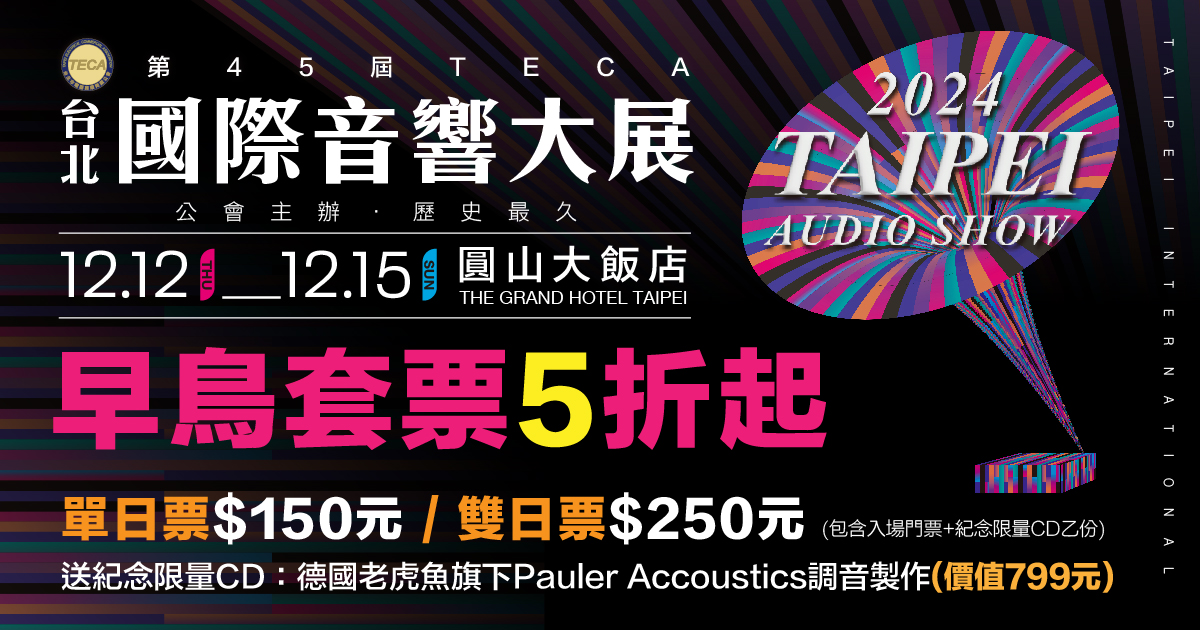 TECA
第45屆TECA
台北國際音響大展
公會主辦·歷史最久
12.12 THU __12.15 SUN
圓山大飯店
THE GRAND HOTEL TAIPEI
2024
TAIPEI
AUDIO SHOW
TAIPEI INTERNATIONAL
早鳥套票5折起
單日票$150元 / 雙日票$250元 (包含入場門票+紀念限量CD乙份)
送紀念限量CD：德國老虎魚旗下Pauler Accoustics調音製作(價值799元)